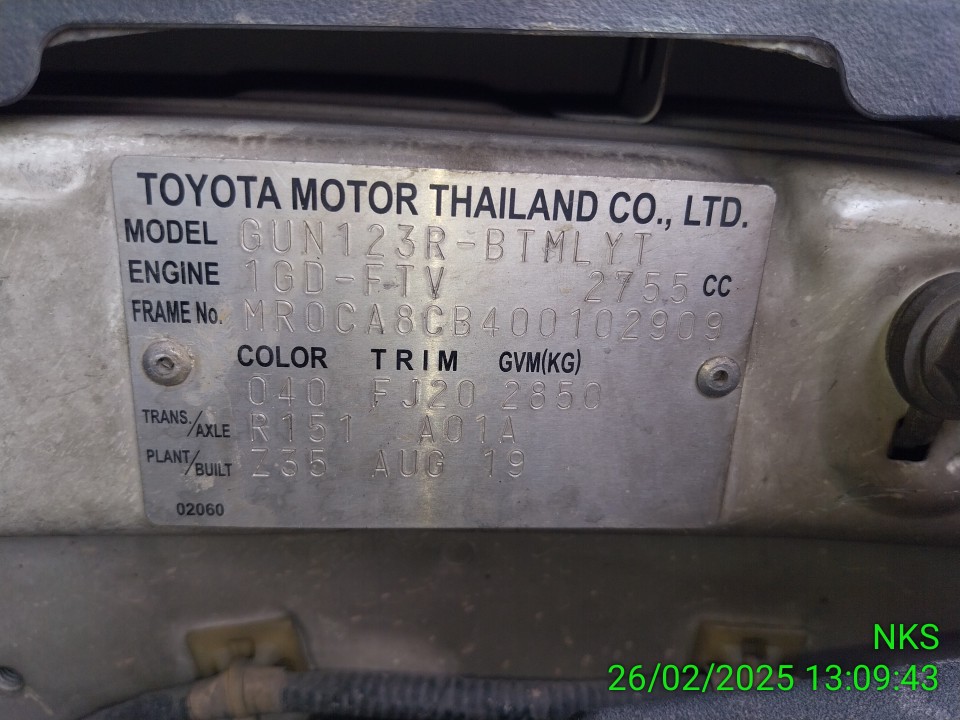 TOYOTA MOTOR THAILAND CO., LTD.
MODEL GUN123R-BTMLYT
ENGINE 1GD-FTV 2755 CC
FRAME No. MR0CA8CB400102909
COLOR TRIM GVM(KG)
040 FJ20 2850
TRANS./AXLE R151 A01A
PLANT/BUILT Z35 AUG 19
02060
NKS
26/02/2025 13:09:43